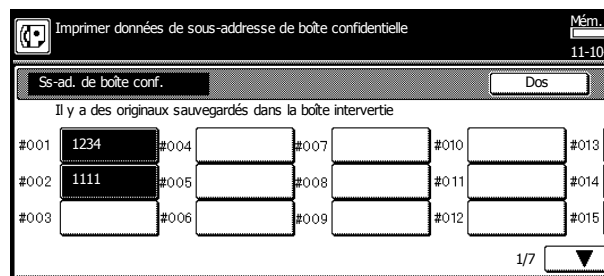 Imprimer données de sous-addresse de boîte confidentielle
Mém.
11-10
Ss-ad. de boîte conf.
Dos
Il y a des originaux sauvegardés dans la boîte intervertie
#001 1234 #004 #007 #010 #013
#002 1111 #005 #008 #011 #014
#003 #006 #009 #012 #015
1/7